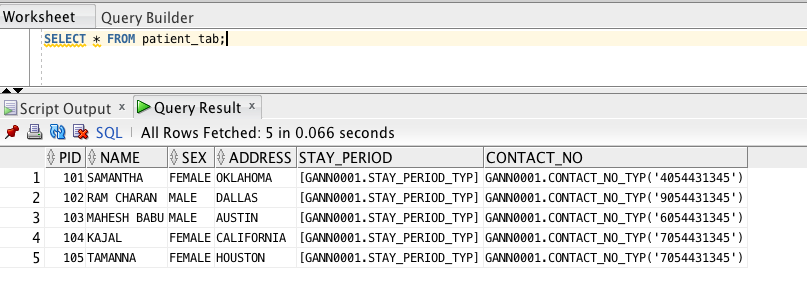 Worksheet Query Builder
SELECT * FROM patient_tab;
Script Output x Query Result x
SQL | All Rows Fetched: 5 in 0.066 seconds
PID NAME SEX ADDRESS STAY_PERIOD CONTACT_NO
1 101 SAMANTHA FEMALE OKLAHOMA [GANN0001.STAY_PERIOD_TYP] GANN0001.CONTACT_NO_TYP('4054431345')
2 102 RAM CHARAN MALE DALLAS [GANN0001.STAY_PERIOD_TYP] GANN0001.CONTACT_NO_TYP('9054431345')
3 103 MAHESH BABU MALE AUSTIN [GANN0001.STAY_PERIOD_TYP] GANN0001.CONTACT_NO_TYP('6054431345')
4 104 KAJAL FEMALE CALIFORNIA [GANN0001.STAY_PERIOD_TYP] GANN0001.CONTACT_NO_TYP('7054431345')
5 105 TAMANNA FEMALE HOUSTON [GANN0001.STAY_PERIOD_TYP] GANN0001.CONTACT_NO_TYP('7054431345')